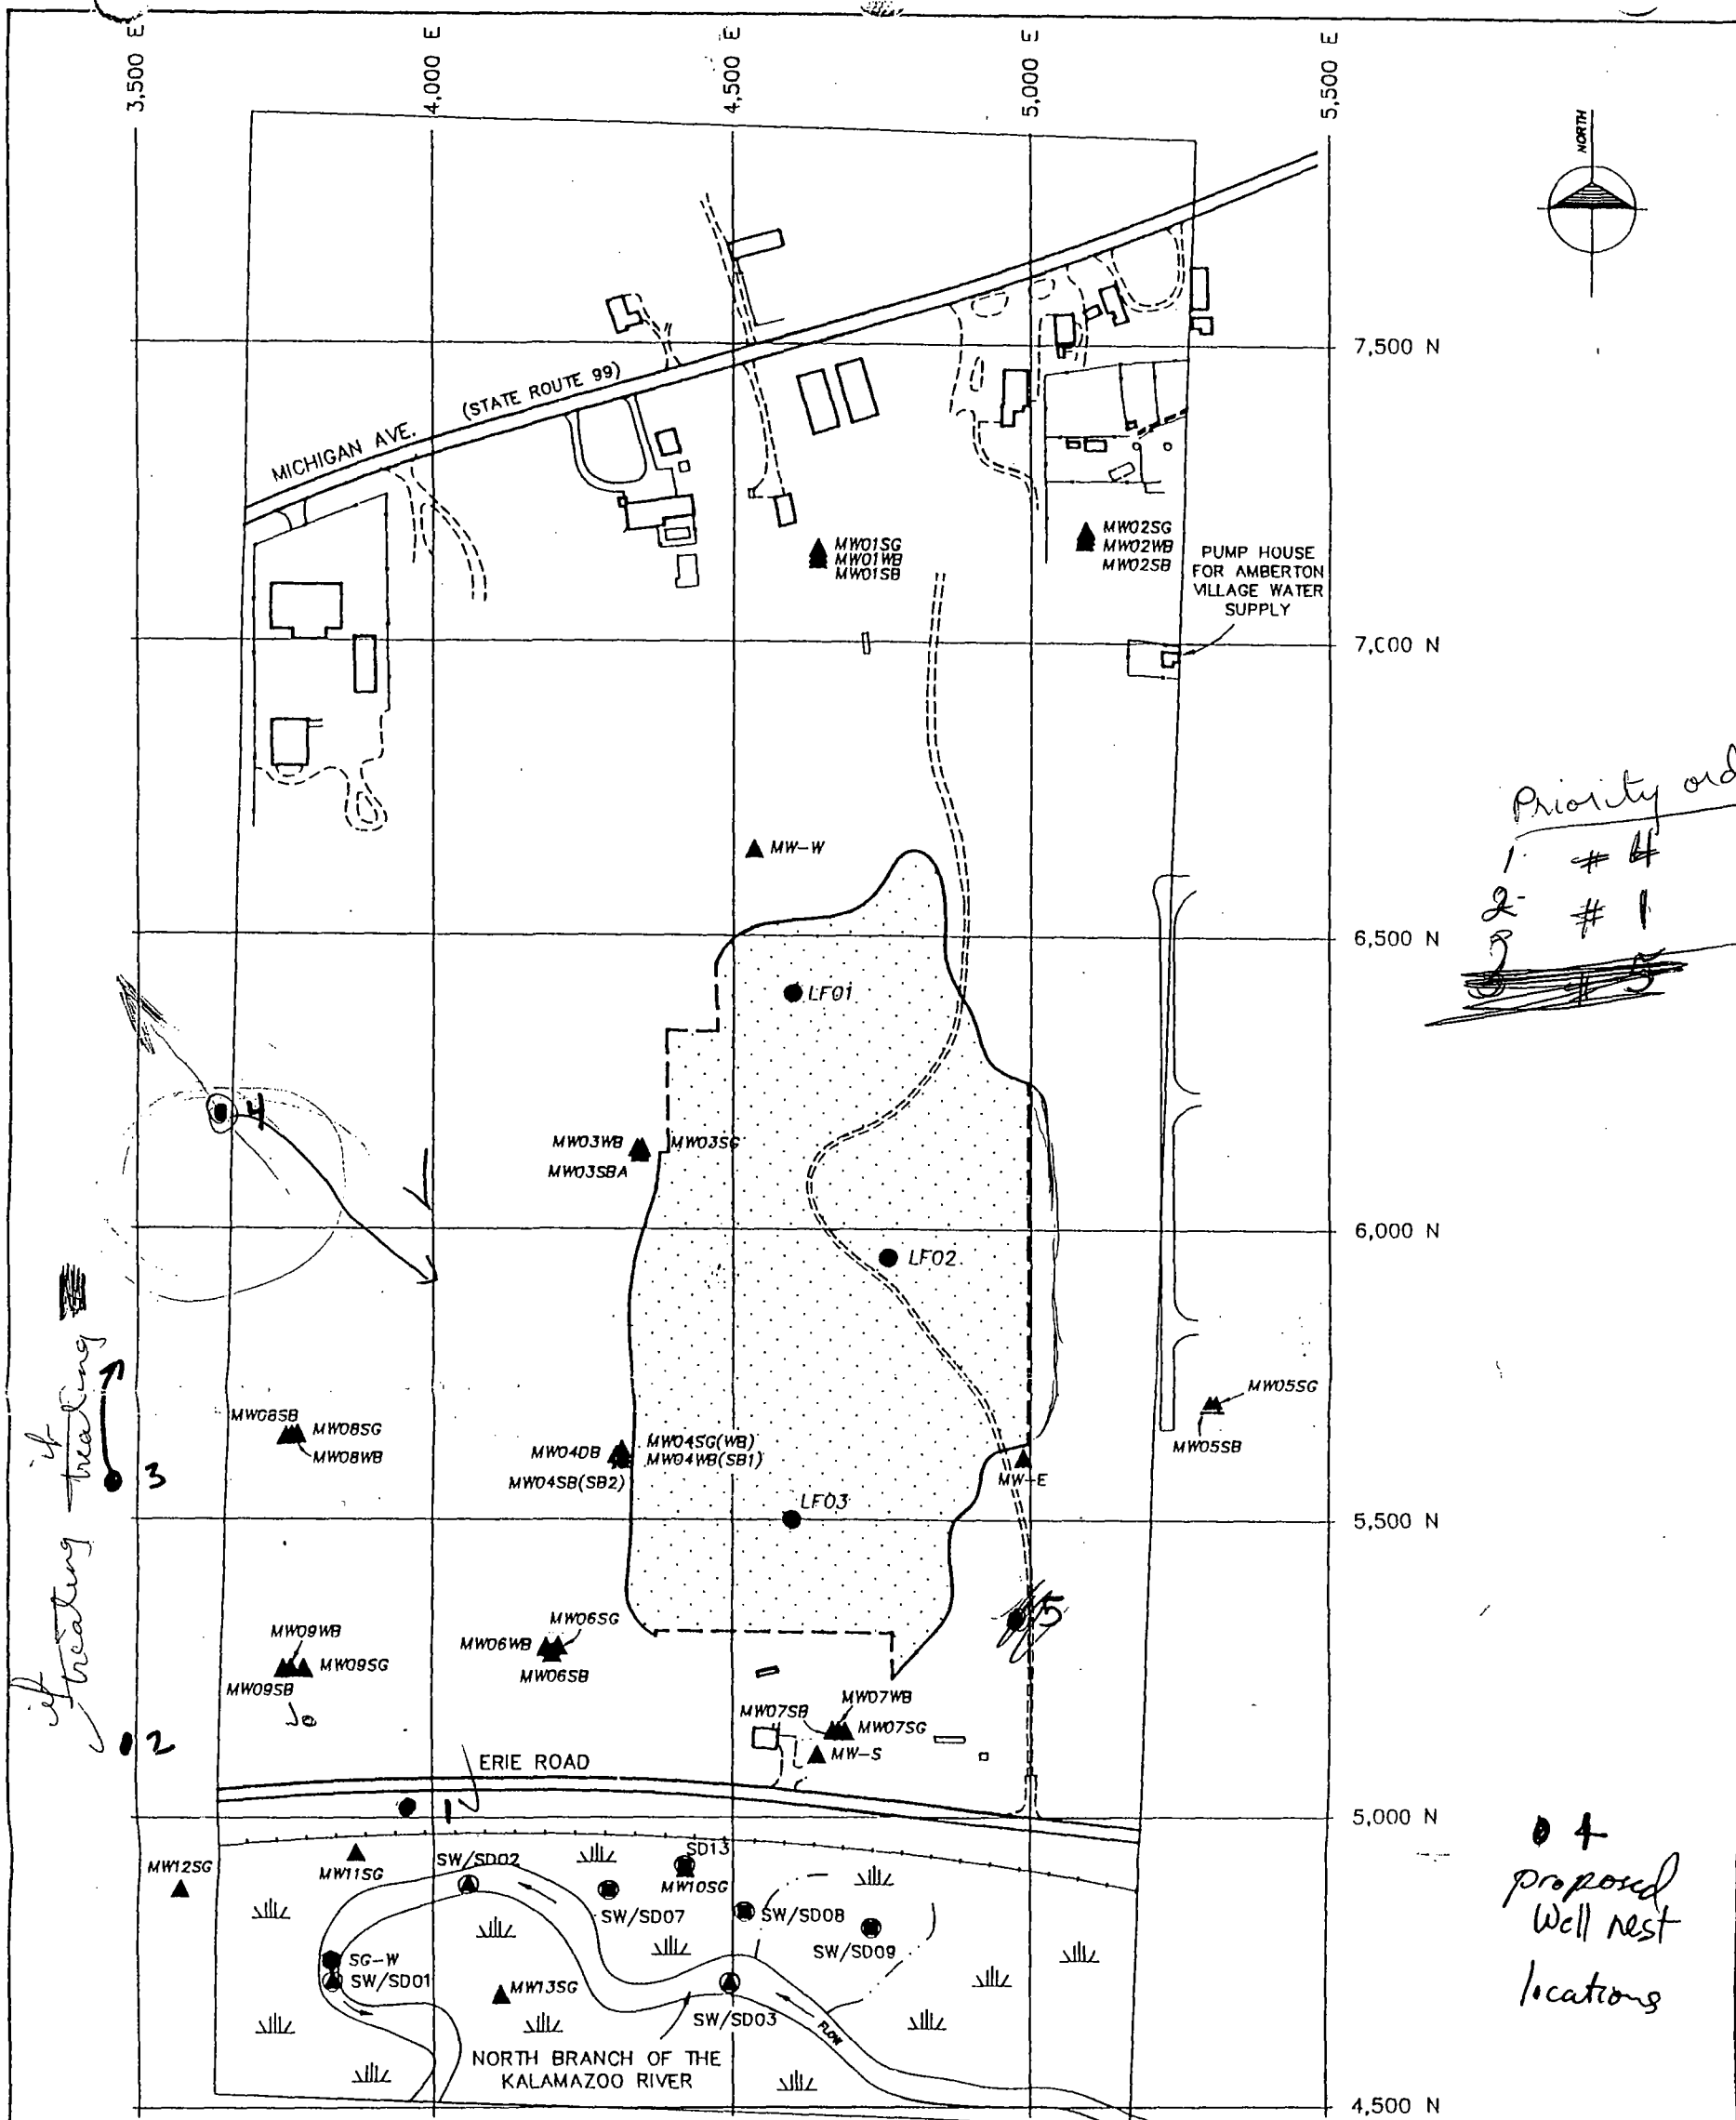 3,500 E
4,000 E
4,500 E
5,000 E
5,500 E
NORTH
7,500 N
(STATE ROUTE 99)
MICHIGAN AVE.
MW01SG
MW01WB
MW01SB
MW02SG
MW02WB
MW02SB
PUMP HOUSE
FOR AMBERTON
VILLAGE WATER
SUPPLY
7,000 N
Priority ord
1. # 4
2- # 1
3 # 5
MW-W
6,500 N
LF01
4
MW03WB
MW03SG
MW03SBA
6,000 N
LF02
if treating
if treating
MW05SG
MW05SB
MW08SB
MW08SG
MW08WB
MW04DB
MW04SG(WB)
MW04WB(SB1)
MW04SB(SB2)
MW-E
3
LF03
5,500 N
5
MW06SG
MW06WB
MW06SB
MW09WB
MW09SG
MW09SB
MW07WB
MW07SB
MW07SG
MW-S
2
ERIE ROAD
1
5,000 N
MW12SG
MW11SG
SW/SD02
SD13
MW10SG
SW/SD07
SW/SD08
SW/SD09
SG-W
SW/SD01
MW13SG
SW/SD03
FLOW
NORTH BRANCH OF THE
KALAMAZOO RIVER
4
proposed
Well nest
locations
4,500 N